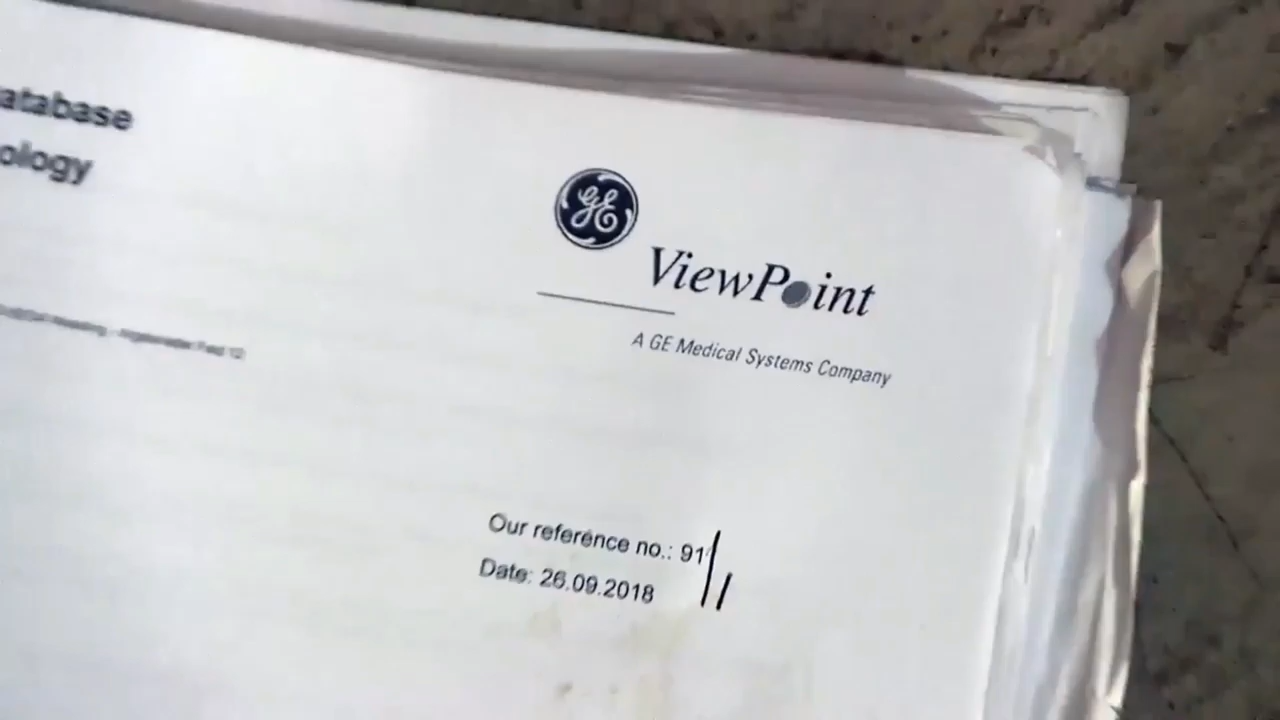 atabase
ology
GE
ViewPoint
A GE Medical Systems Company
Our reference no.: 91
Date: 26.09.2018